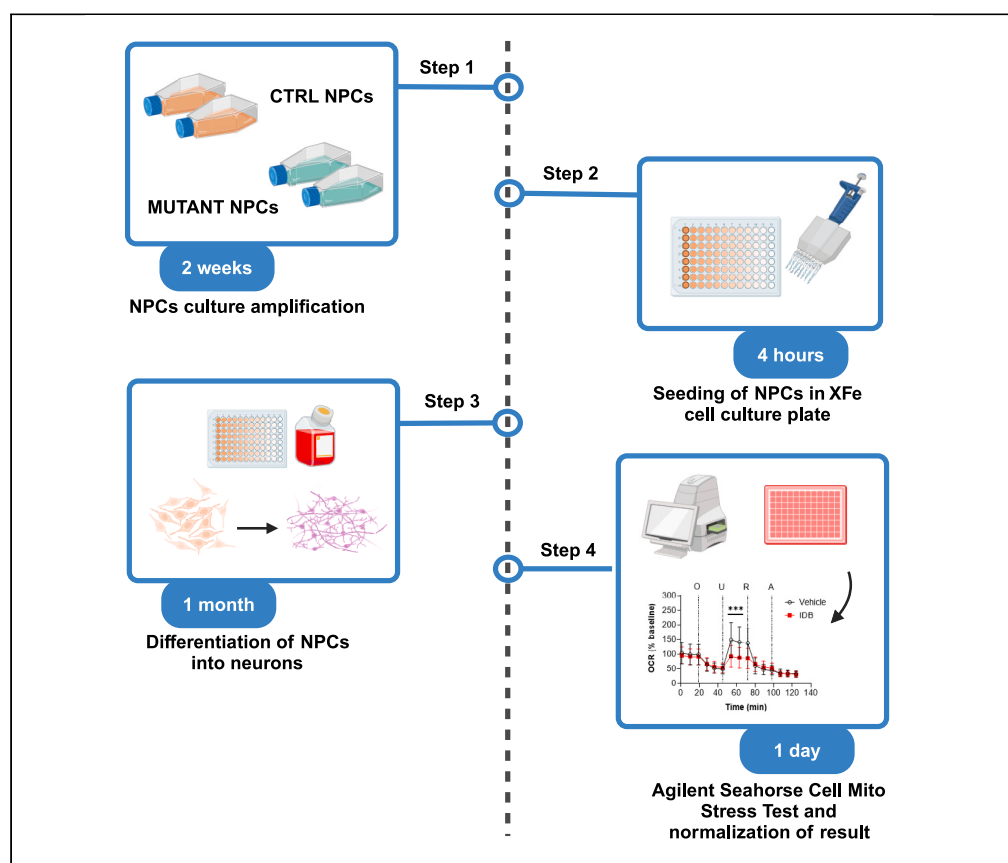 Step 1
CTRL NPCs
MUTANT NPCs
2 weeks
NPCs culture amplification
Step 2
4 hours
Seeding of NPCs in XFe
cell culture plate
Step 3
1 month
Differentiation of NPCs
into neurons
Step 4
O U R A
300
250
200
150
100
50
0
OCR (% baseline)
***
Vehicle
IDB
0 20 40 60 80 100 120 140
Time (min)
1 day
Agilent Seahorse Cell Mito
Stress Test and
normalization of result